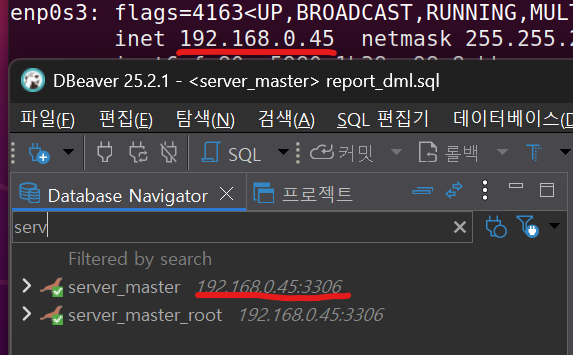 enp0s3: flags=4163<UP,BROADCAST,RUNNING,MULT
inet 192.168.0.45 netmask 255.255.2
DBeaver 25.2.1 - <server_master> report_dml.sql
파일(F) 편집(E) 탐색(A) 검색(A) SQL 편집기 데이터베이스(D
SQL 커밋 롤백 T
Database Navigator 프로젝트
serv
Filtered by search
server_master 192.168.0.45:3306
server_master_root 192.168.0.45:3306